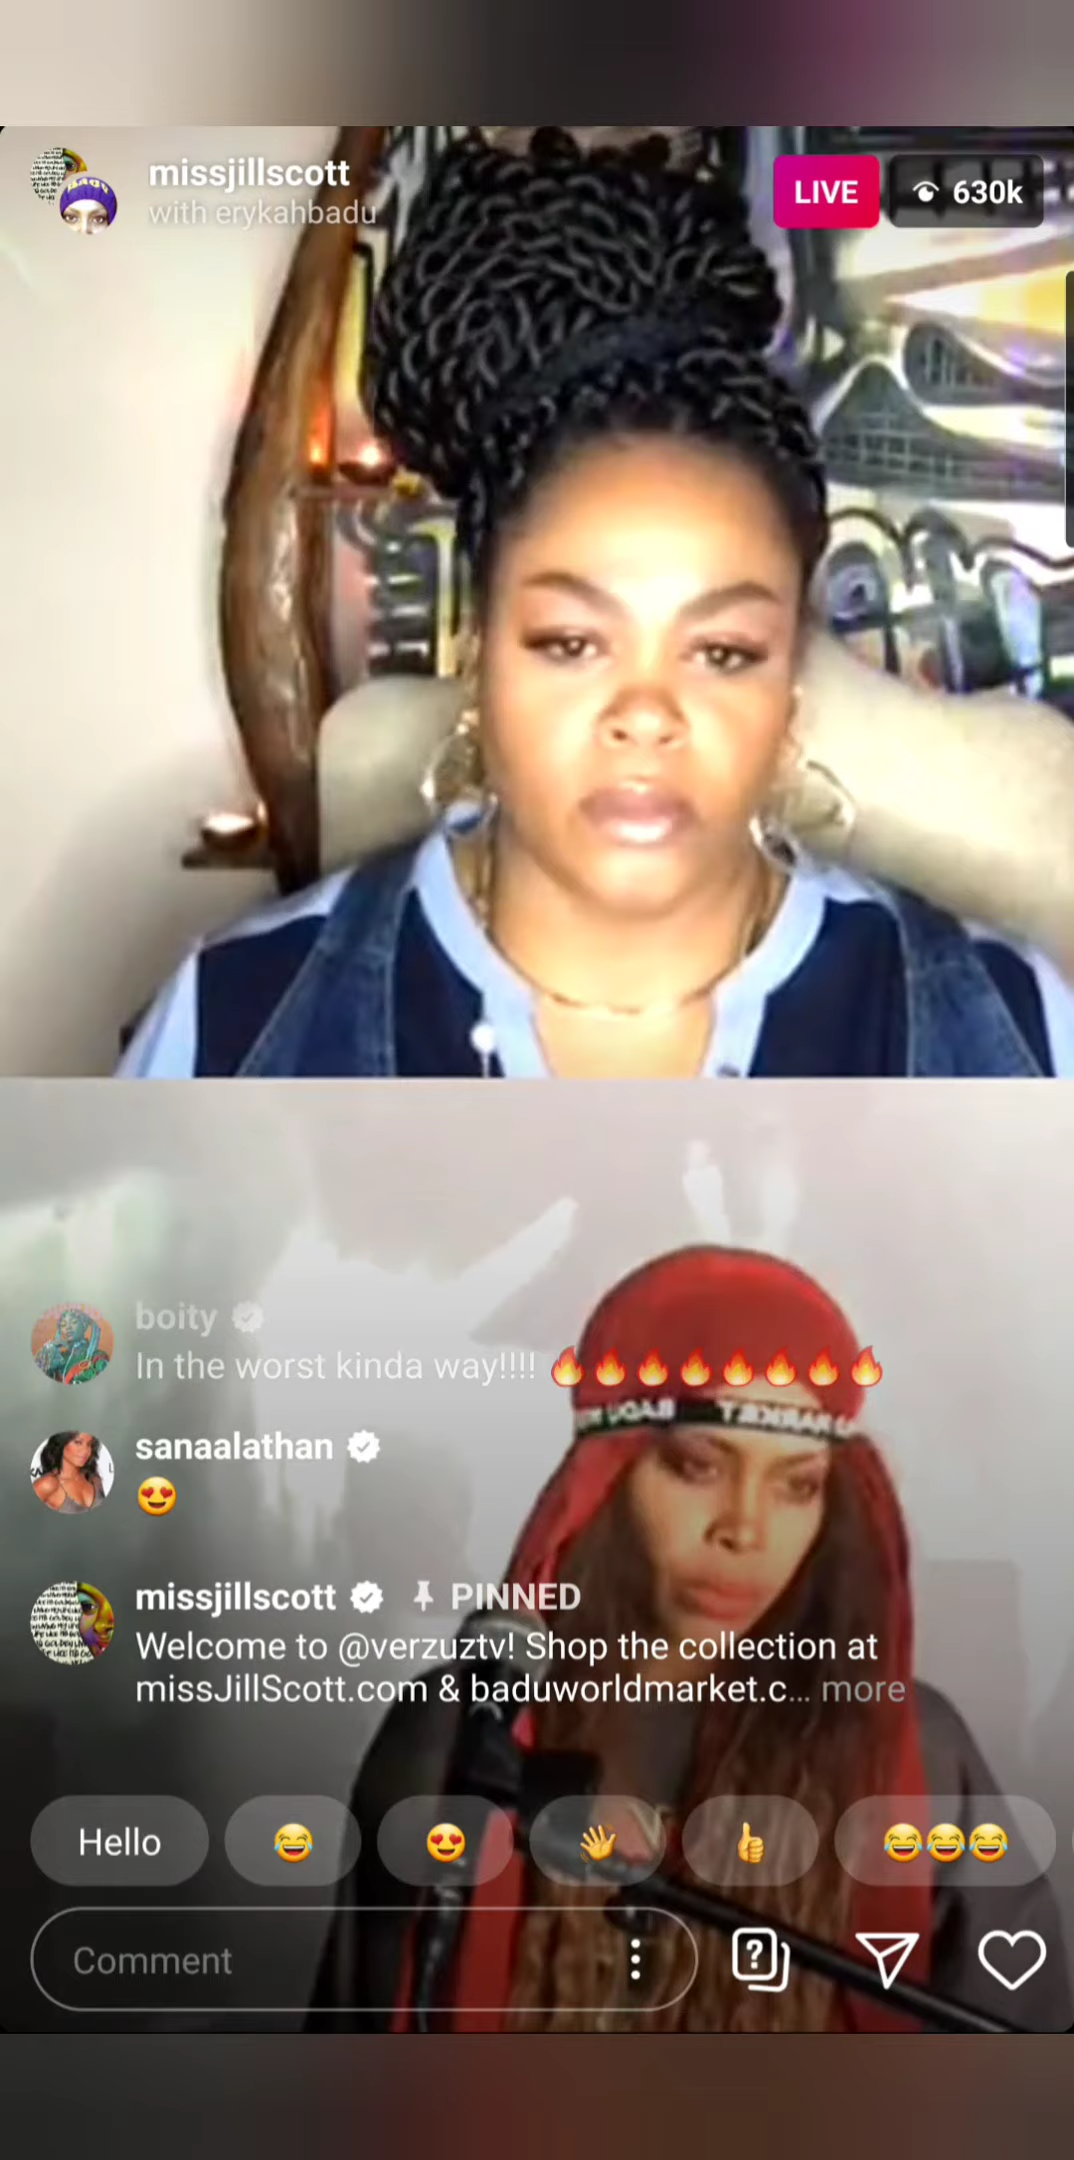 missjillscott
with erykahbadu
LIVE
630k
boity
In the worst kinda way!!!! 🔥🔥🔥🔥🔥🔥🔥🔥
sanaalathan
😍
missjillscott PINNED
Welcome to @verzuztv! Shop the collection at
missJillScott.com & baduworldmarket.c... more
Hello 😂 😍 👋 👍 😂😂😂
Comment